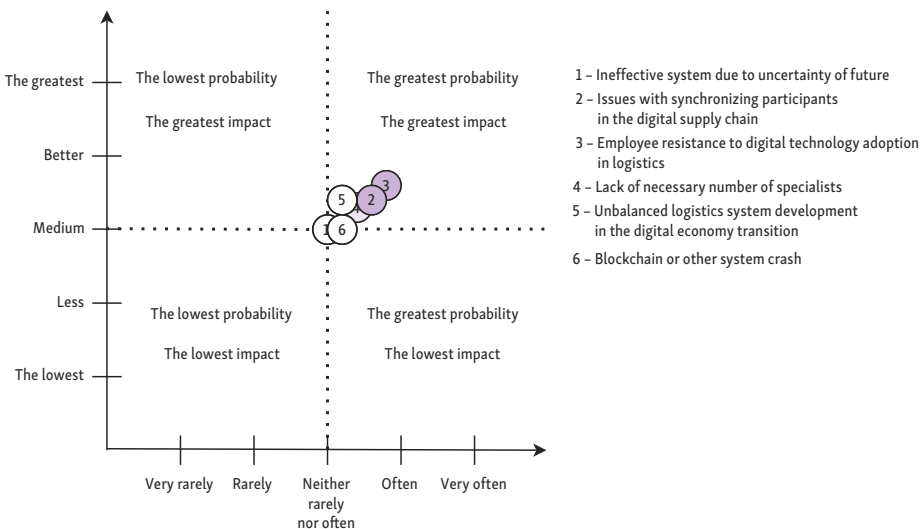 The greatest
Better
Medium
Less
The lowest
The lowest probability
The greatest impact
The greatest probability
The greatest impact
5
4
2
3
1
6
The lowest probability
The lowest impact
The greatest probability
The lowest impact
Very rarely
Rarely
Neither
rarely
nor often
Often
Very often
1 – Ineffective system due to uncertainty of future
2 – Issues with synchronizing participants
in the digital supply chain
3 – Employee resistance to digital technology adoption
in logistics
4 – Lack of necessary number of specialists
5 – Unbalanced logistics system development
in the digital economy transition
6 – Blockchain or other system crash